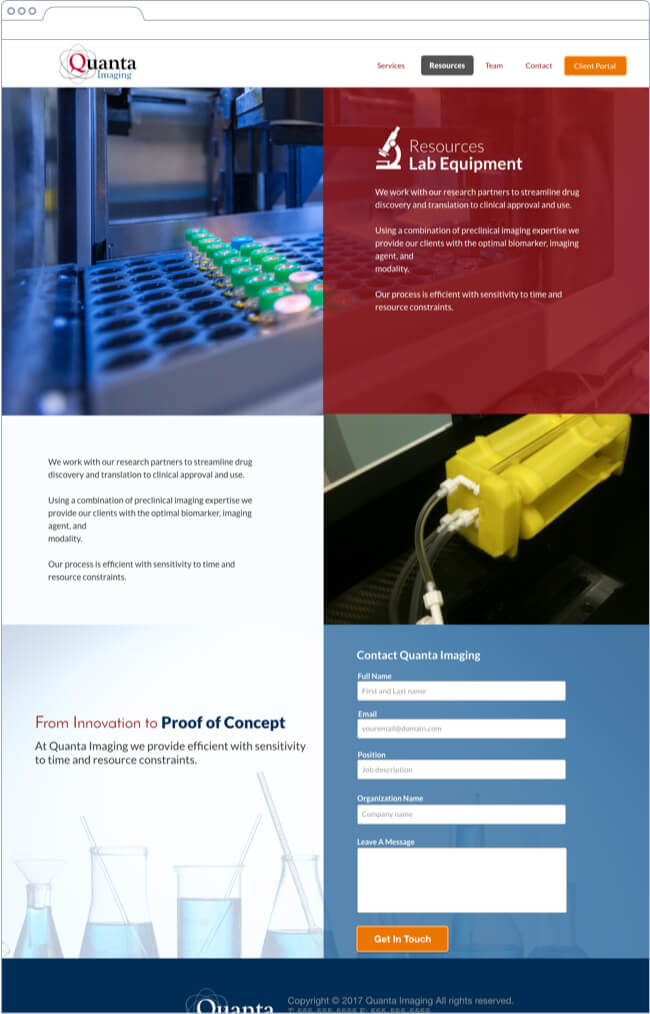 Quanta
Imaging
Services
Resources
Team
Contact
Client Portal
Resources
Lab Equipment
We work with our research partners to streamline drug
discovery and translation to clinical approval and use.
Using a combination of preclinical imaging expertise we
provide our clients with the optimal biomarker, imaging
agent, and
modality.
Our process is efficient with sensitivity to time and
resource constraints.
We work with our research partners to streamline drug
discovery and translation to clinical approval and use.
Using a combination of preclinical imaging expertise we
provide our clients with the optimal biomarker, imaging
agent, and
modality.
Our process is efficient with sensitivity to time and
resource constraints.
From Innovation to Proof of Concept
At Quanta Imaging we provide efficient with sensitivity
to time and resource constraints.
Contact Quanta Imaging
Full Name
First and Last name
Email
youremail@domain.com
Position
Job description
Organization Name
Company name
Leave A Message
Get In Touch
Quanta
Copyright © 2017 Quanta Imaging All rights reserved.